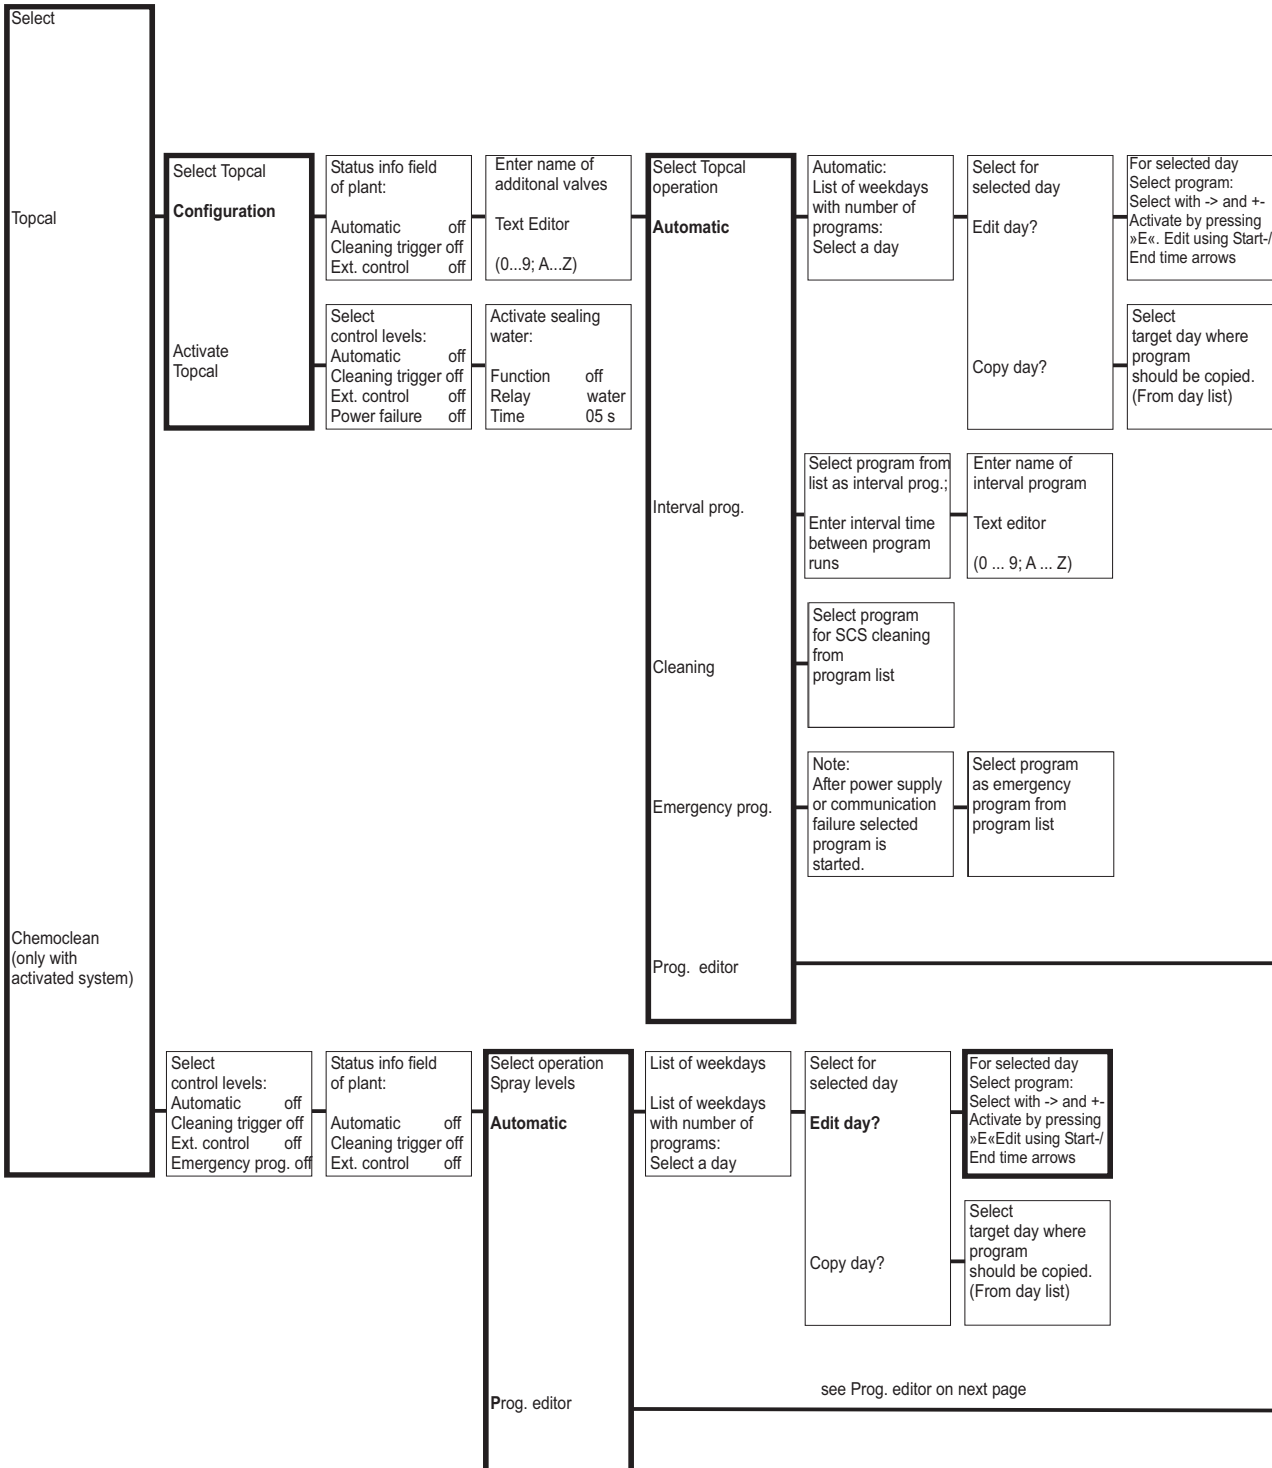 Select
Topcal
Chemoclean
(only with
activated system)
Select Topcal
Configuration
Activate
Topcal
Status info field
of plant:
Automatic off
Cleaning trigger off
Ext. control off
Enter name of
additonal valves
Text Editor
(0...9; A...Z)
Select
control levels:
Automatic off
Cleaning trigger off
Ext. control off
Power failure off
Activate sealing
water:
Function off
Relay water
Time 05 s
Select Topcal
operation
Automatic
Interval prog.
Cleaning
Emergency prog.
Prog. editor
Automatic:
List of weekdays
with number of
programs:
Select a day
Select for
selected day
Edit day?
Copy day?
For selected day
Select program:
Select with -> and +-
Activate by pressing
»E«. Edit using Start-/
End time arrows
Select
target day where
program
should be copied.
(From day list)
Select program from
list as interval prog.;
Enter interval time
between program
runs
Enter name of
interval program
Text editor
(0 ... 9; A ... Z)
Select program
for SCS cleaning
from
program list
Note:
After power supply
or communication
failure selected
program is
started.
Select program
as emergency
program from
program list
Select
control levels:
Automatic off
Cleaning trigger off
Ext. control off
Emergency prog. off
Status info field
of plant:
Automatic off
Cleaning trigger off
Ext. control off
Select operation
Spray levels
Automatic
Prog. editor
List of weekdays
List of weekdays
with number of
programs:
Select a day
Select for
selected day
Edit day?
Copy day?
For selected day
Select program:
Select with -> and +-
Activate by pressing
»E«Edit using Start-/
End time arrows
Select
target day where
program
should be copied.
(From day list)
see Prog. editor on next page